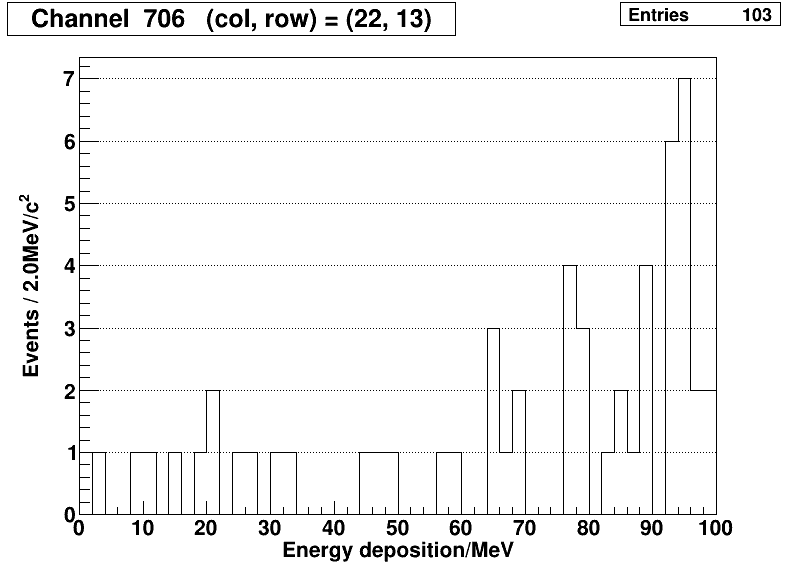 Channel 706 (col, row) = (22, 13)
Entries 103
Events / 2.0MeV/c²
7
6
5
4
3
2
1
0
0 10 20 30 40 50 60 70 80 90 100
Energy deposition/MeV